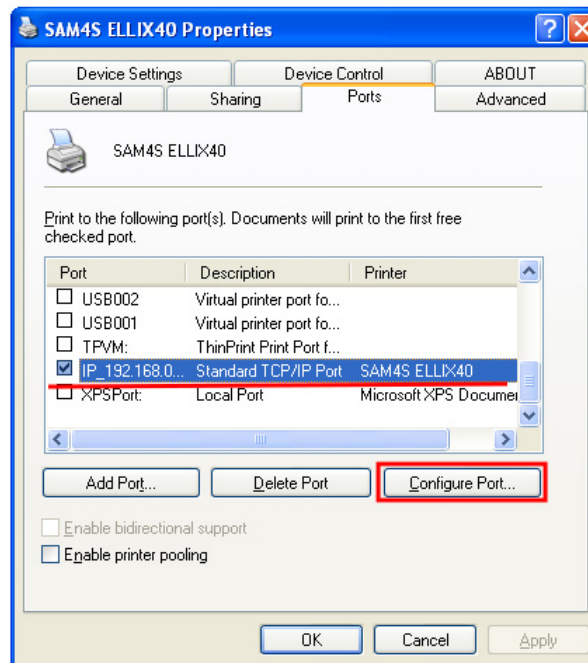 SAM4S ELLIX40 Properties
Device Settings Device Control ABOUT
General Sharing Ports Advanced
SAM4S ELLIX40
Print to the following port(s). Documents will print to the first free
checked port.
Port Description Printer
USB002 Virtual printer port fo...
USB001 Virtual printer port fo...
TPVM: ThinPrint Print Port f...
IP_192.168.0... Standard TCP/IP Port SAM4S ELLIX40
XPSPort: Local Port Microsoft XPS Documen
Add Port... Delete Port Configure Port...
Enable bidirectional support
Enable printer pooling
OK Cancel Apply